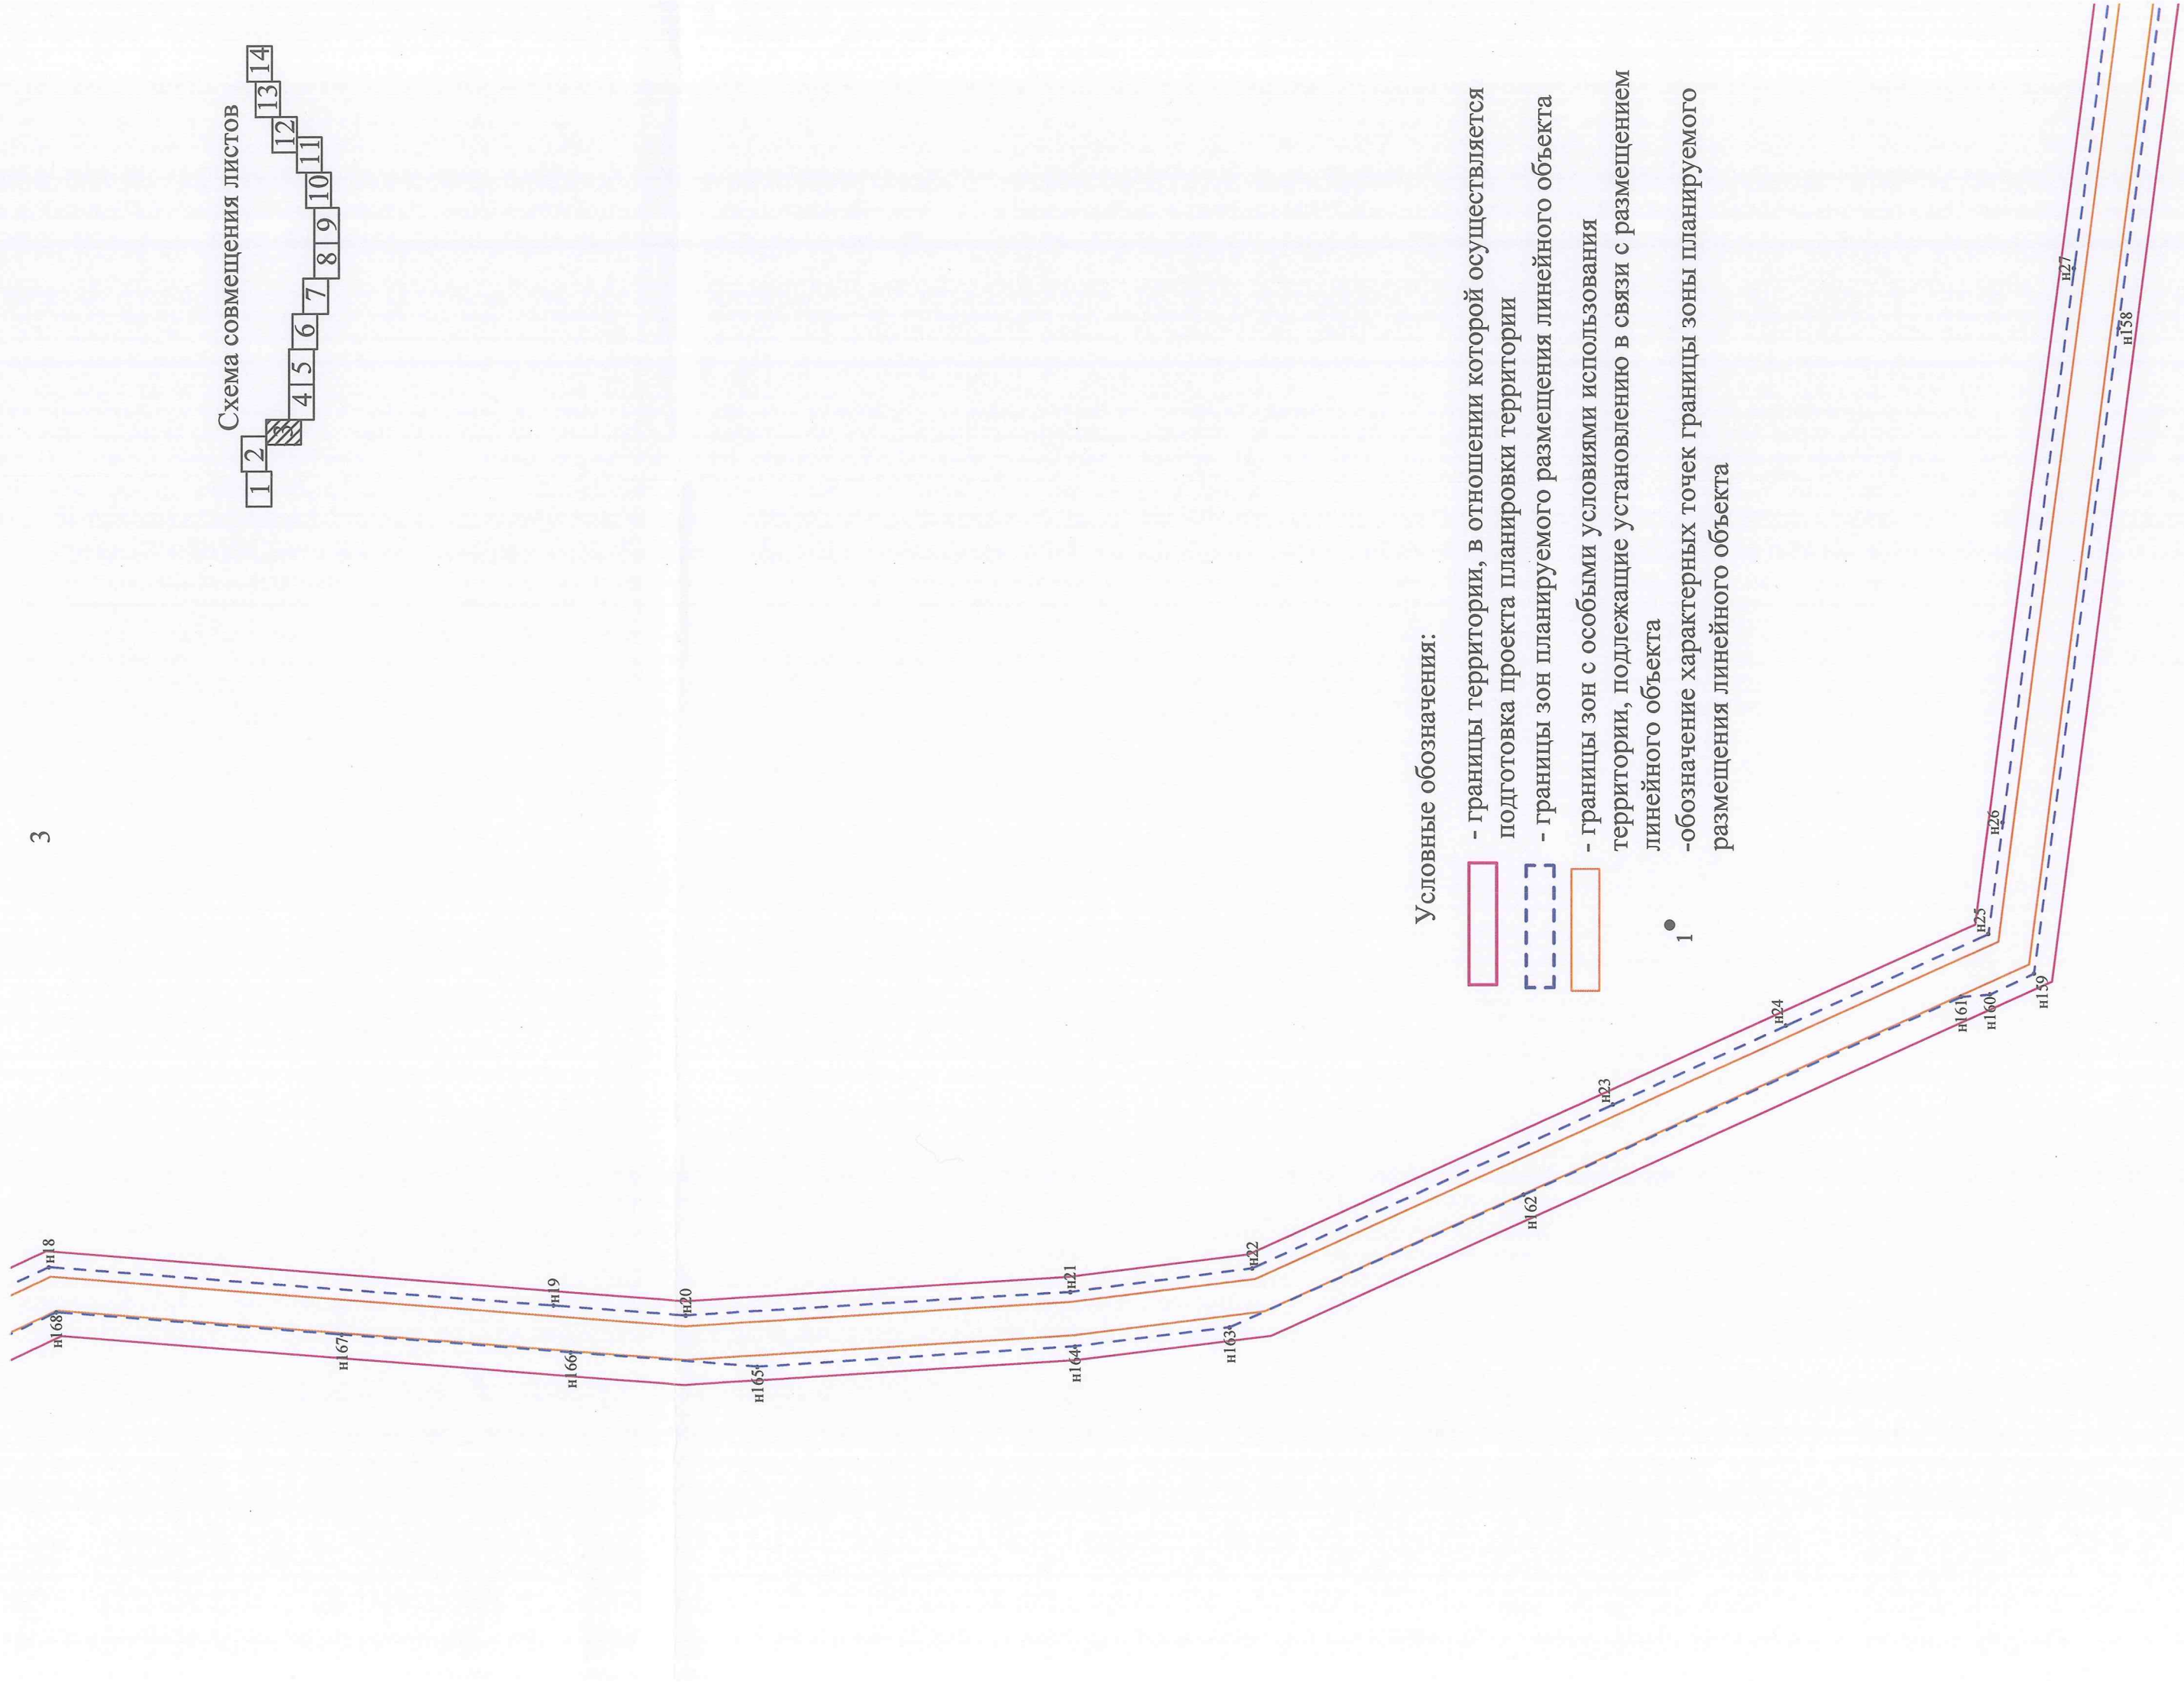 3
Схема совмещения листов
1 2 3 4 5 6 7 8 9 10 11 12 13 14
Условные обозначения:
- границы территории, в отношении которой осуществляется
подготовка проекта планировки территории
- границы зон планируемого размещения линейного объекта
- границы зон с особыми условиями использования
территории, подлежащие установлению в связи с размещением
линейного объекта
1
-обозначение характерных точек границы зоны планируемого
размещения линейного объекта
н18
н19
н20
н21
н22
н23
н24
н25
н26
н27
н158
н159
н160
н161
н162
н163
н164
н165
н166
н167
н168